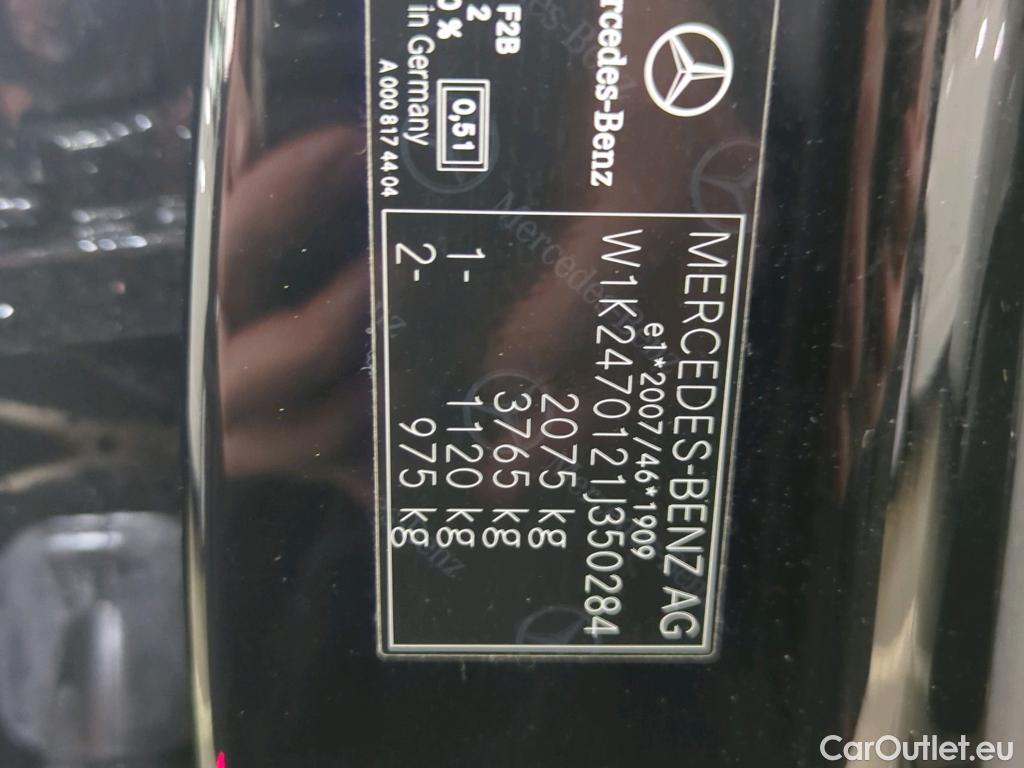 MERCEDES-BENZ AG
e1*2007/46*1909
W1K2470121J350284
2075 kg
3765 kg
1- 1120 kg
2- 975 kg
Mercedes-Benz
F2B
2
%
0,51
in Germany
A 000 817 44 04
CarOutlet.eu